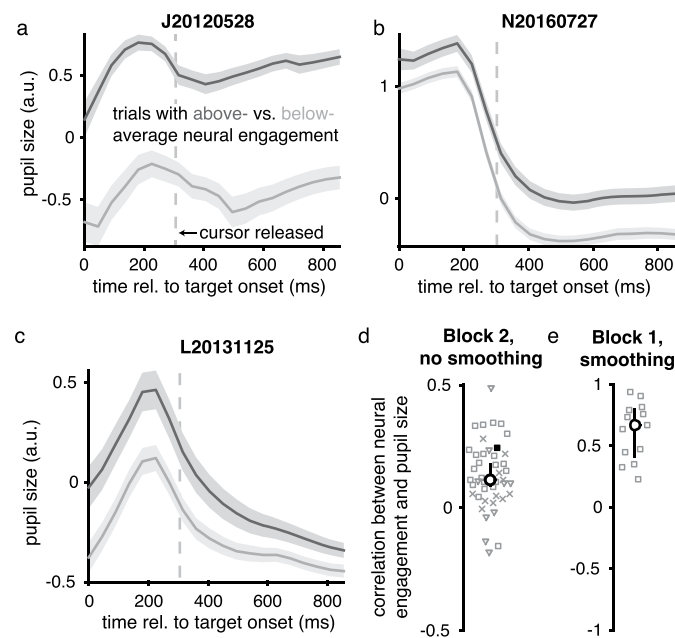 a
J20120528
pupil size (a.u.)
0.5
0
-0.5
trials with above- vs. below-
average neural engagement
←cursor released
0 200 400 600 800
time rel. to target onset (ms)
b
N20160727
1
0
0 200 400 600 800
time rel. to target onset (ms)
c
L20131125
pupil size (a.u.)
0.5
0
-0.5
0 200 400 600 800
time rel. to target onset (ms)
d
Block 2,
no smoothing
correlation between neural
engagement and pupil size
0.5
0
-0.5
e
Block 1,
smoothing
1
0.5
0
-0.5
-1